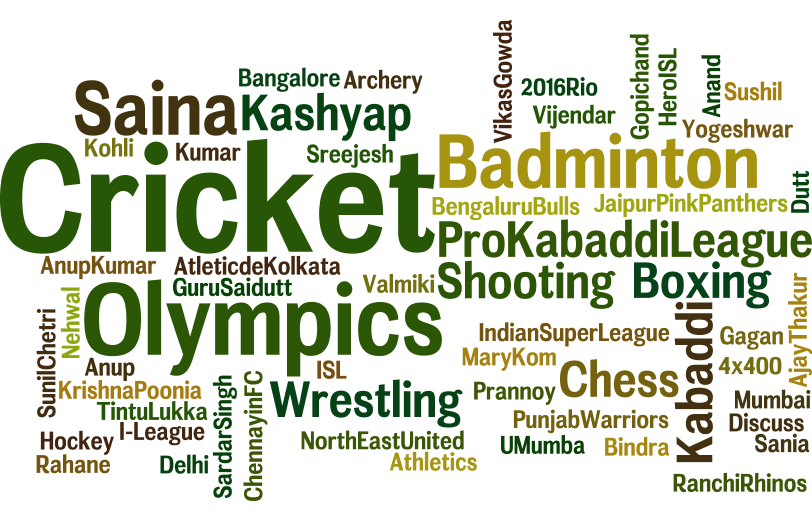 VikasGowda
Gopichand
HeroISL
Anand
Bangalore
Archery
2016Rio
Sushil
Saina
Kashyap
Vijendar
Yogeshwar
Kohli
Kumar
Sreejesh
Cricket
Badminton
Dutt
BengaluruBulls
JaipurPinkPanthers
ProKabaddiLeague
AnupKumar
AtleticdeKolkata
GuruSaidutt
Valmiki
Shooting
Boxing
Nehwal
Olympics
AjayThakur
SunilChetri
IndianSuperLeague
Kabaddi
Gagan
Anup
ISL
MaryKom
Chess
4x400
KrishnaPoonia
Wrestling
Prannoy
Mumbai
TintuLukka
SardarSingh
ChennayinFC
PunjabWarriors
Discuss
I-League
Hockey
NorthEastUnited
UMumba
Bindra
Sania
Rahane
Delhi
Athletics
RanchiRhinos